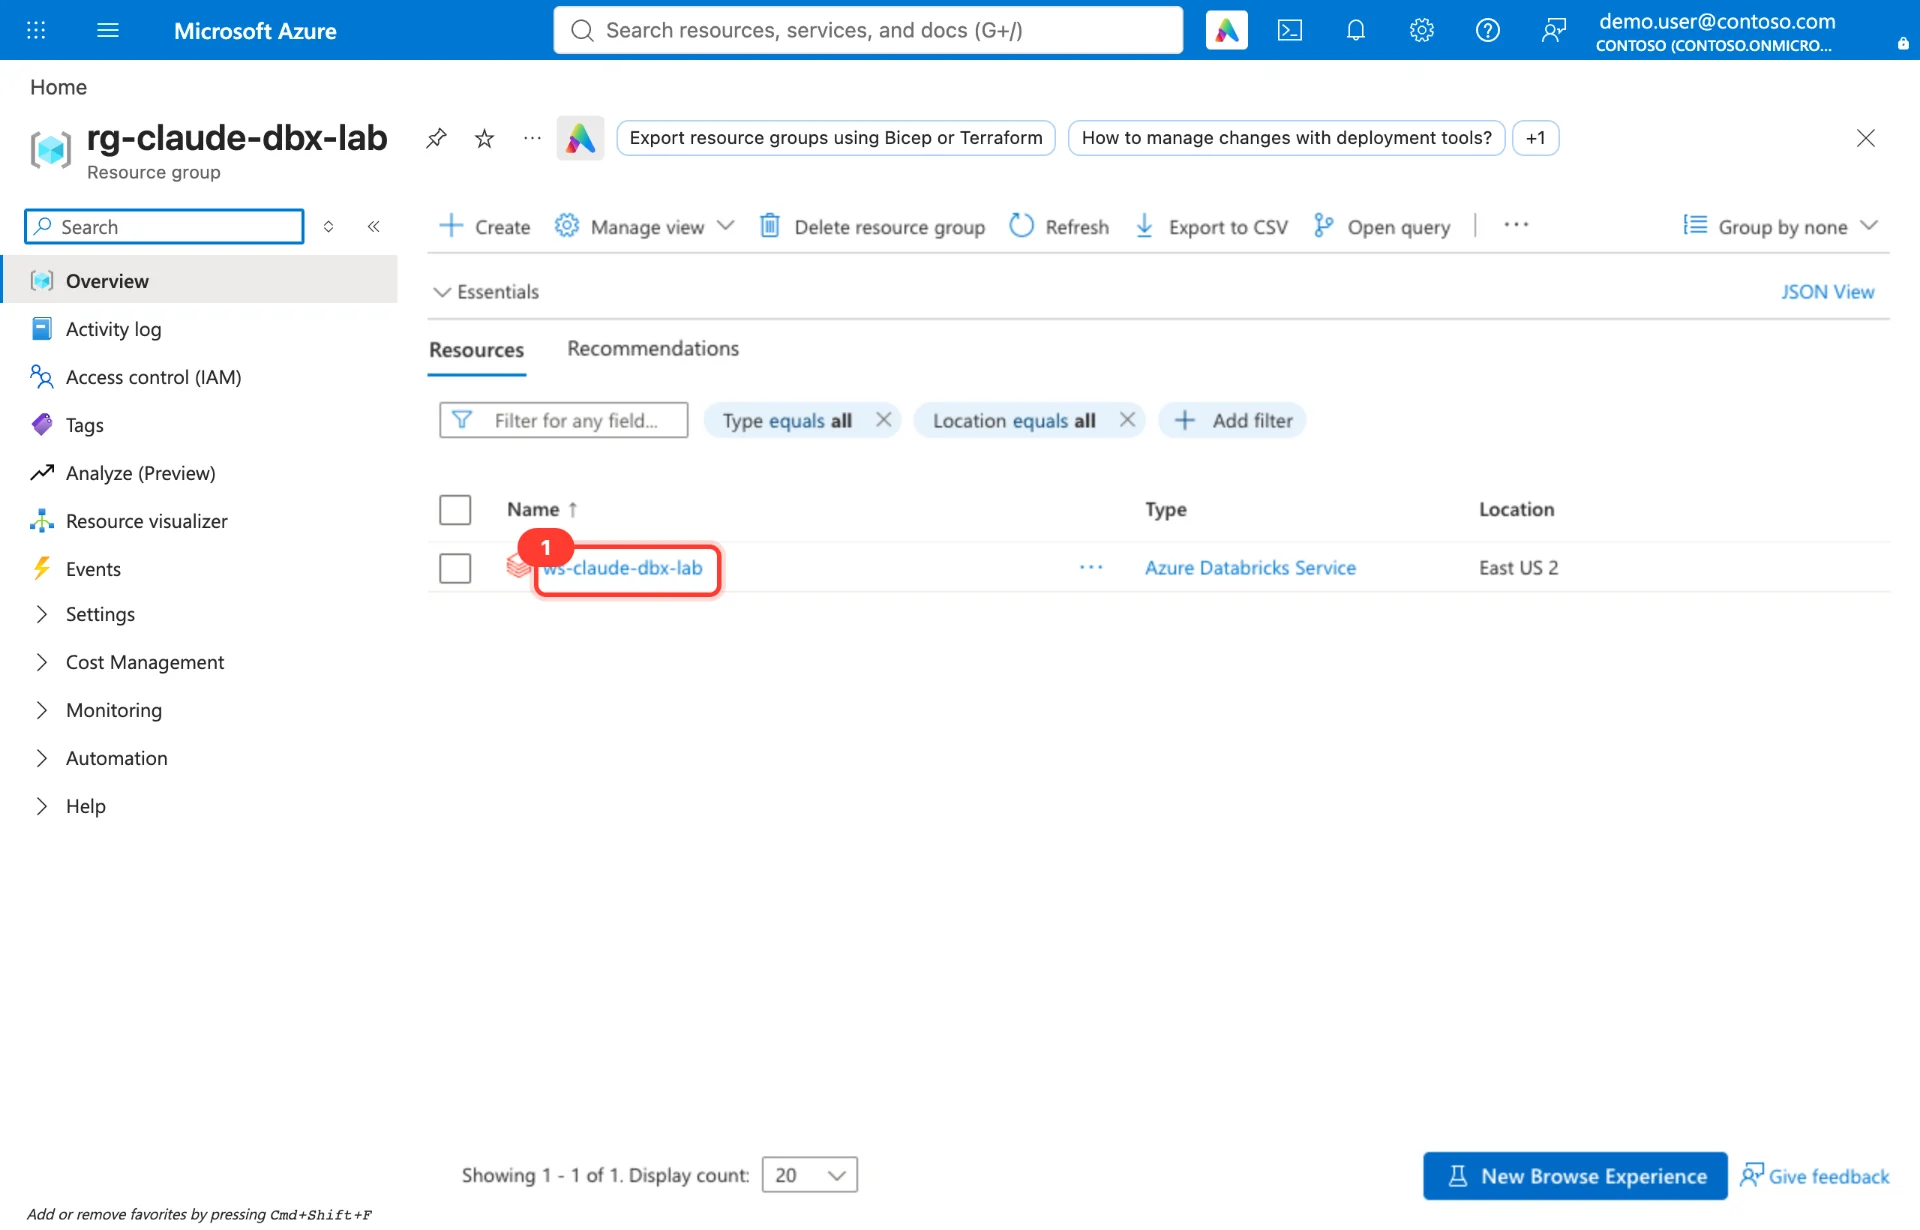 Microsoft Azure
Search resources, services, and docs (G+/)
demo.user@contoso.com
CONTOSO (CONTOSO.ONMICRO...
Home
rg-claude-dbx-lab
Resource group
Export resource groups using Bicep or Terraform
How to manage changes with deployment tools?
+1
Search
Overview
Activity log
Access control (IAM)
Tags
Analyze (Preview)
Resource visualizer
Events
Settings
Cost Management
Monitoring
Automation
Help
Create
Manage view
Delete resource group
Refresh
Export to CSV
Open query
Group by none
Essentials
JSON View
Resources
Recommendations
Filter for any field...
Type equals all
Location equals all
Add filter
Name ↑
Type
Location
1
ws-claude-dbx-lab
Azure Databricks Service
East US 2
Showing 1 - 1 of 1. Display count:
20
New Browse Experience
Give feedback
Add or remove favorites by pressing Cmd+Shift+F